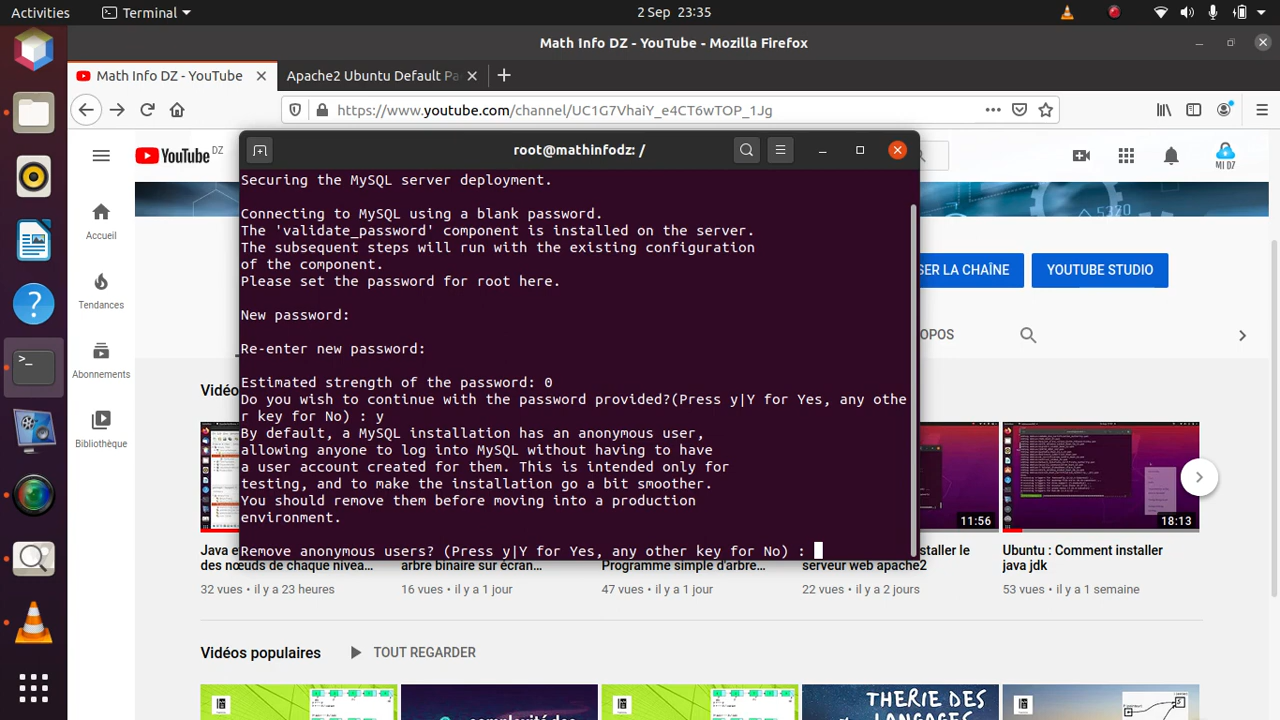 Activities
Terminal
2 Sep 23:35
Math Info DZ - YouTube - Mozilla Firefox
Math Info DZ - YouTube
Apache2 Ubuntu Default Pa
https://www.youtube.com/channel/UC1G7VhaiY_e4CT6wTOP_1Jg
YouTube DZ
MI DZ
root@mathinfodz: /
Securing the MySQL server deployment.
Connecting to MySQL using a blank password.
The 'validate_password' component is installed on the server.
The subsequent steps will run with the existing configuration
of the component.
Please set the password for root here.
New password:
Re-enter new password:
Estimated strength of the password: 0
Do you wish to continue with the password provided?(Press y|Y for Yes, any othe
r key for No) : y
By default, a MySQL installation has an anonymous user,
allowing anyone to log into MySQL without having to have
a user account created for them. This is intended only for
testing, and to make the installation go a bit smoother.
You should remove them before moving into a production
environment.
Remove anonymous users? (Press y|Y for Yes, any other key for No) :
Accueil
Tendances
Abonnements
Bibliothèque
SER LA CHAÎNE
YOUTUBE STUDIO
OPOS
Vidéo
11:56
18:13
Java e
des nœuds de chaque nivea...
32 vues • il y a 23 heures
arbre binaire sur écran...
16 vues • il y a 1 jour
Programme simple d'arbre...
47 vues • il y a 1 jour
nstaller le
serveur web apache2
22 vues • il y a 2 jours
Ubuntu : Comment installer
java jdk
53 vues • il y a 1 semaine
Vidéos populaires
TOUT REGARDER
THERIE DES